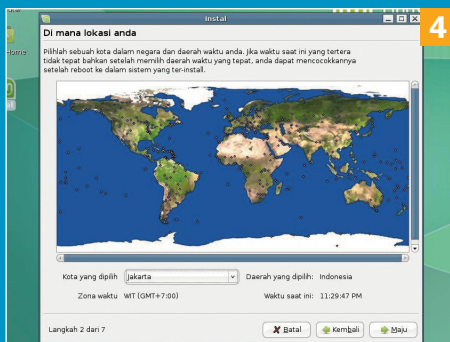 Instal
4
Di mana lokasi anda
Home
Pilihlah sebuah kota dalam negara dan daerah waktu anda. Jika waktu saat ini yang tertera
tidak tepat bahkan setelah memilih daerah waktu yang tepat, anda dapat mencocokkannya
setelah reboot ke dalam sistem yang ter-install.
Kota yang dipilih Jakarta Daerah yang dipilih: Indonesia
Zona waktu WIT (GMT+7:00) Waktu saat ini: 11:29:47 PM
Langkah 2 dari 7 Batal Kembali Maju